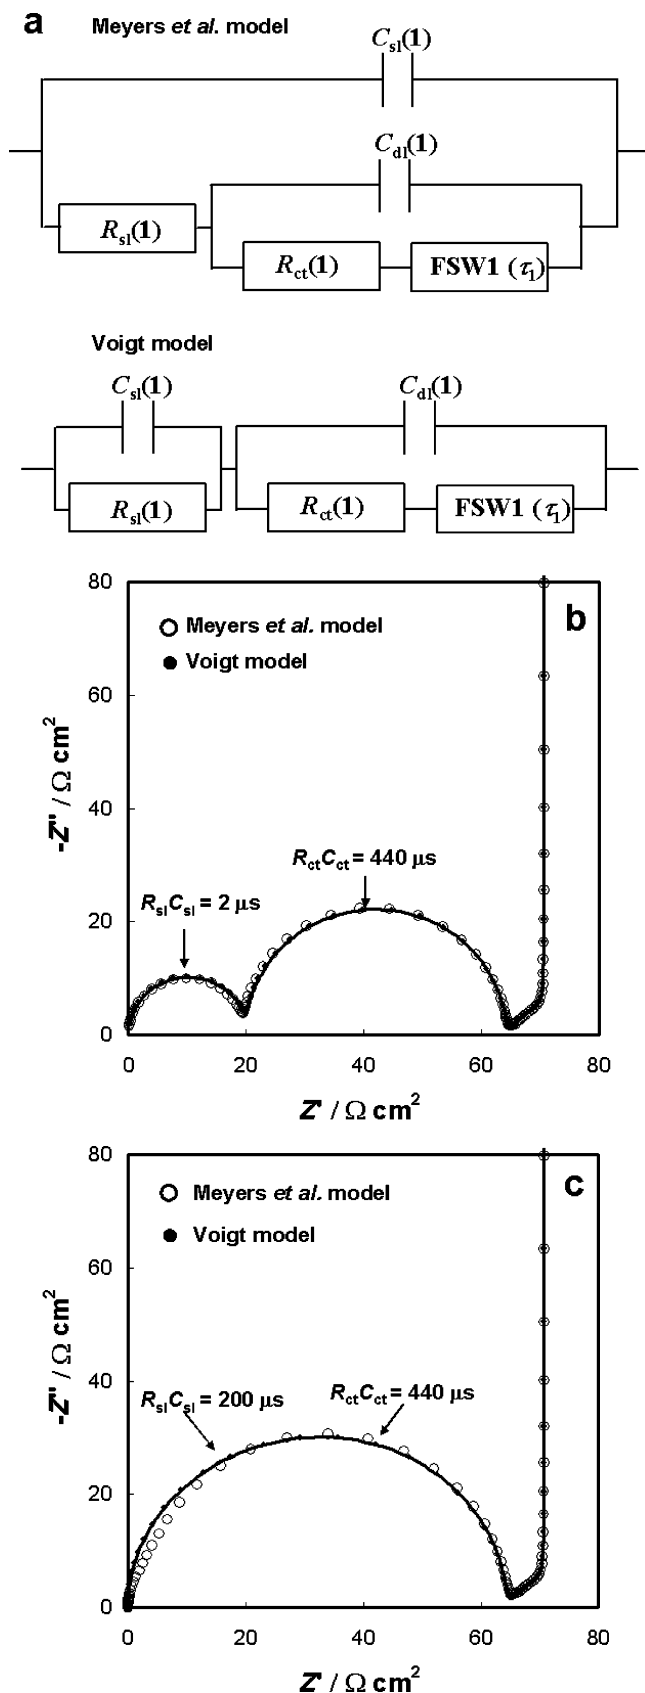 a
Meyers et al. model
Csl(1)
Cdl(1)
Rsl(1)
Rct(1)
FSW1 (τ1)
Voigt model
Csl(1)
Cdl(1)
Rsl(1)
Rct(1)
FSW1 (τ1)
b
80
60
40
20
0
-Z" / Ω cm²
Meyers et al. model
Voigt model
RctCct = 440 μs
RslCsl = 2 μs
0 20 40 60 80
Z' / Ω cm²
c
80
60
40
20
0
-Z" / Ω cm²
Meyers et al. model
Voigt model
RslCsl = 200 μs
RctCct = 440 μs
0 20 40 60 80
Z' / Ω cm²